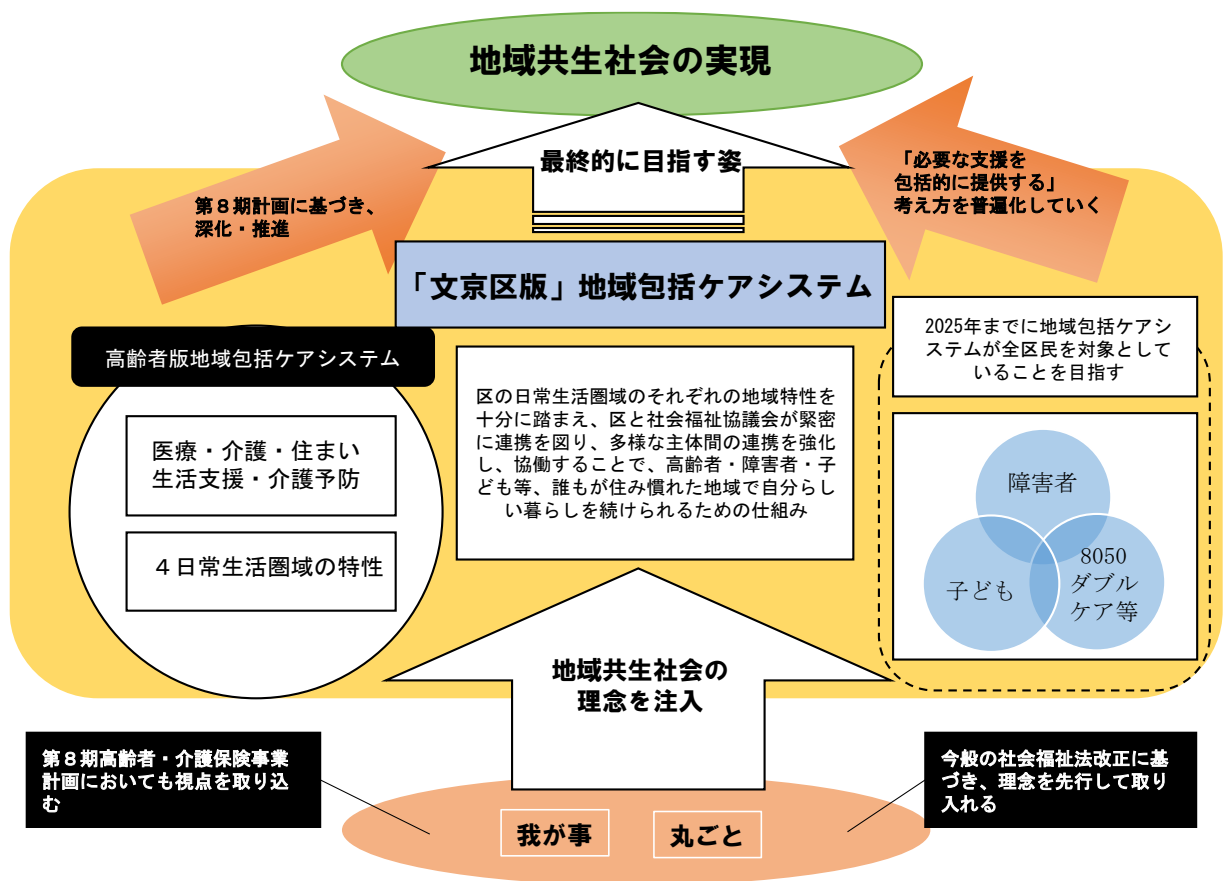 地域共生社会の実現
最終的に目指す姿
第８期計画に基づき、
深化・推進
「必要な支援を
包括的に提供する」
考え方を普遍化していく
「文京区版」地域包括ケアシステム
高齢者版地域包括ケアシステム
医療・介護・住まい
生活支援・介護予防
４日常生活圏域の特性
区の日常生活圏域のそれぞれの地域特性を
十分に踏まえ、区と社会福祉協議会が緊密
に連携を図り、多様な主体間の連携を強化
し、協働することで、高齢者・障害者・子
ども等、誰もが住み慣れた地域で自分らし
い暮らしを続けられるための仕組み
2025年までに地域包括ケアシ
ステムが全区民を対象として
いることを目指す
障害者
子ども
8050
ダブル
ケア等
地域共生社会の
理念を注入
第８期高齢者・介護保険事業
計画においても視点を取り込
む
今般の社会福祉法改正に基
づき、理念を先行して取り
入れる
我が事
丸ごと